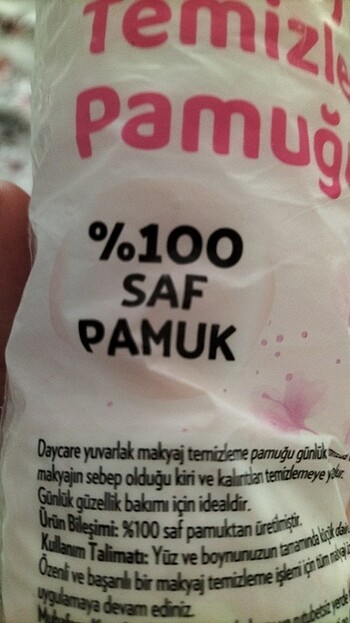 Temizle
Pamuğu
%100
SAF
PAMUK
Daycare yuvarlak makyaj temizleme pamuğu günlük
makyajın sebep olduğu kiri ve kalıntıları temizlemeye
Günlük güzellik bakımı için idealdir.
Ürün Bileşimi: %100 saf pamuktan üretilmiştir.
Kullanım Talimatı: Yüz ve boynunuzun tamamında küçük
Özenli ve başarılı bir makyaj temizleme işlemi için tüm makyaj
uygulamaya devam ediniz.